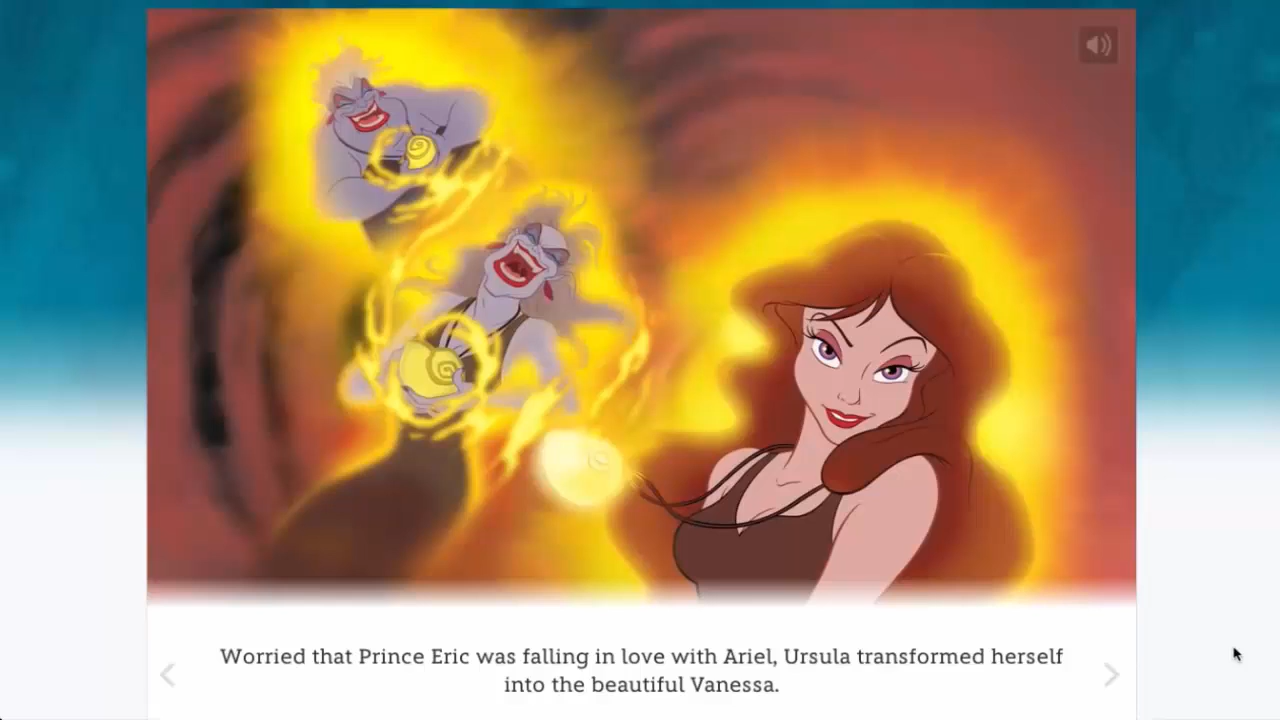 Worried that Prince Eric was falling in love with Ariel, Ursula transformed herself
into the beautiful Vanessa.